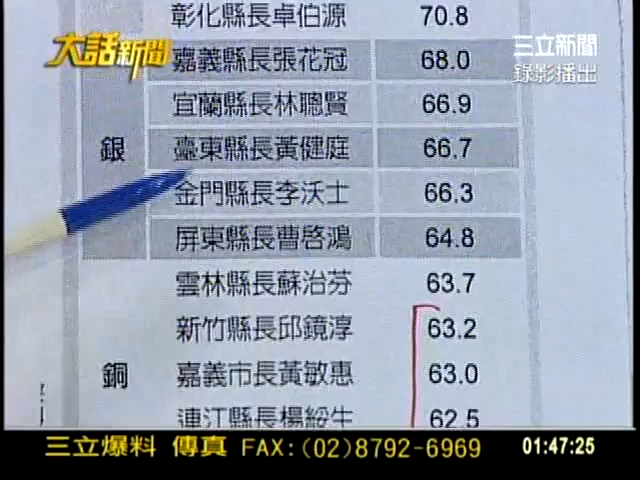 彰化縣長卓伯源 70.8
大話新聞
嘉義縣長張花冠 68.0
三立新聞
錄影播出
宜蘭縣長林聰賢 66.9
銀 臺東縣長黃健庭 66.7
金門縣長李沃士 66.3
屏東縣長曹啓鴻 64.8
雲林縣長蘇治芬 63.7
新竹縣長邱鏡淳 63.2
銅 嘉義市長黃敏惠 63.0
連江縣長楊綏生 62.5
三立爆料 傳真 FAX:(02)8792-6969 01:47:25